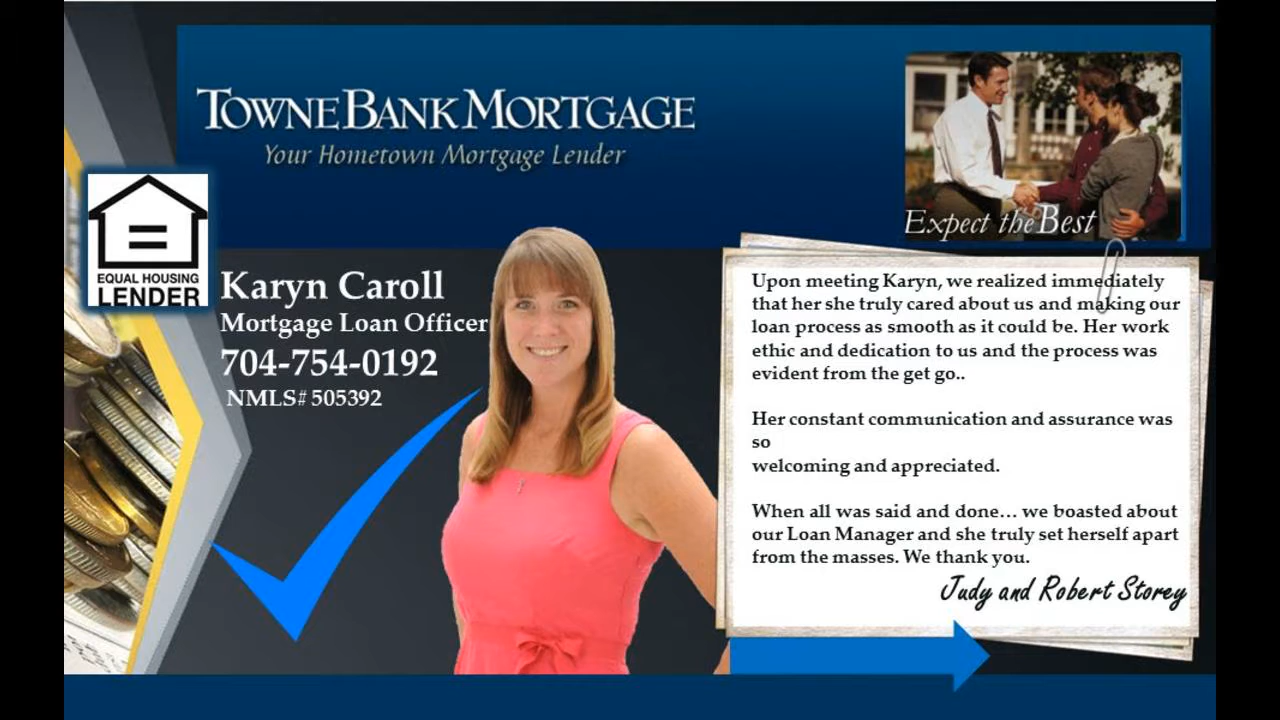 TOWNEBANK MORTGAGE
Your Hometown Mortgage Lender
Expect the Best
EQUAL HOUSING
LENDER
Karyn Caroll
Mortgage Loan Officer
704-754-0192
NMLS# 505392
Upon meeting Karyn, we realized immediately
that her she truly cared about us and making our
loan process as smooth as it could be. Her work
ethic and dedication to us and the process was
evident from the get go..
Her constant communication and assurance was
so
welcoming and appreciated.
When all was said and done... we boasted about
our Loan Manager and she truly set herself apart
from the masses. We thank you.
Judy and Robert Storey